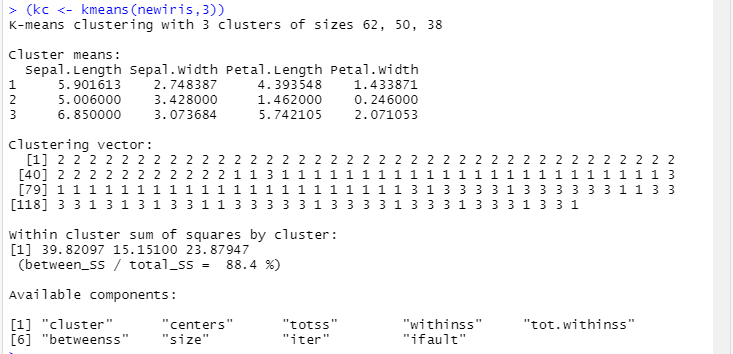 > (kc <- kmeans(newiris,3))
K-means clustering with 3 clusters of sizes 62, 50, 38
Cluster means:
Sepal.Length Sepal.Width Petal.Length Petal.Width
1 5.901613 2.748387 4.393548 1.433871
2 5.006000 3.428000 1.462000 0.246000
3 6.850000 3.073684 5.742105 2.071053
Clustering vector:
[1] 2 2 2 2 2 2 2 2 2 2 2 2 2 2 2 2 2 2 2 2 2 2 2 2 2 2 2 2 2 2 2 2 2 2 2 2 2 2 2
[40] 2 2 2 2 2 2 2 2 2 2 2 1 1 3 1 1 1 1 1 1 1 1 1 1 1 1 1 1 1 1 1 1 1 1 1 1 1 1 1 3
[79] 1 1 1 1 1 1 1 1 1 1 1 1 1 1 1 1 1 1 1 1 1 1 3 1 3 3 3 3 1 3 3 3 3 3 3 1 1 3 3
[118] 3 3 1 3 1 3 1 3 3 1 1 3 3 3 3 3 1 3 3 3 3 1 3 3 3 1 3 3 3 1 3 3 1
Within cluster sum of squares by cluster:
[1] 39.82097 15.15100 23.87947
(between_SS / total_SS = 88.4 %)
Available components:
[1] "cluster" "centers" "totss" "withinss" "tot.withinss"
[6] "betweenss" "size" "iter" "ifault"